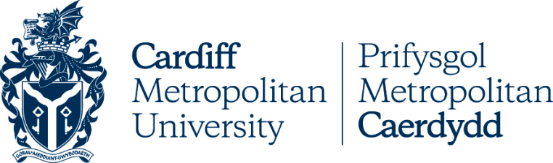 Cardiff
Metropolitan
University
Prifysgol
Metropolitan
Caerdydd